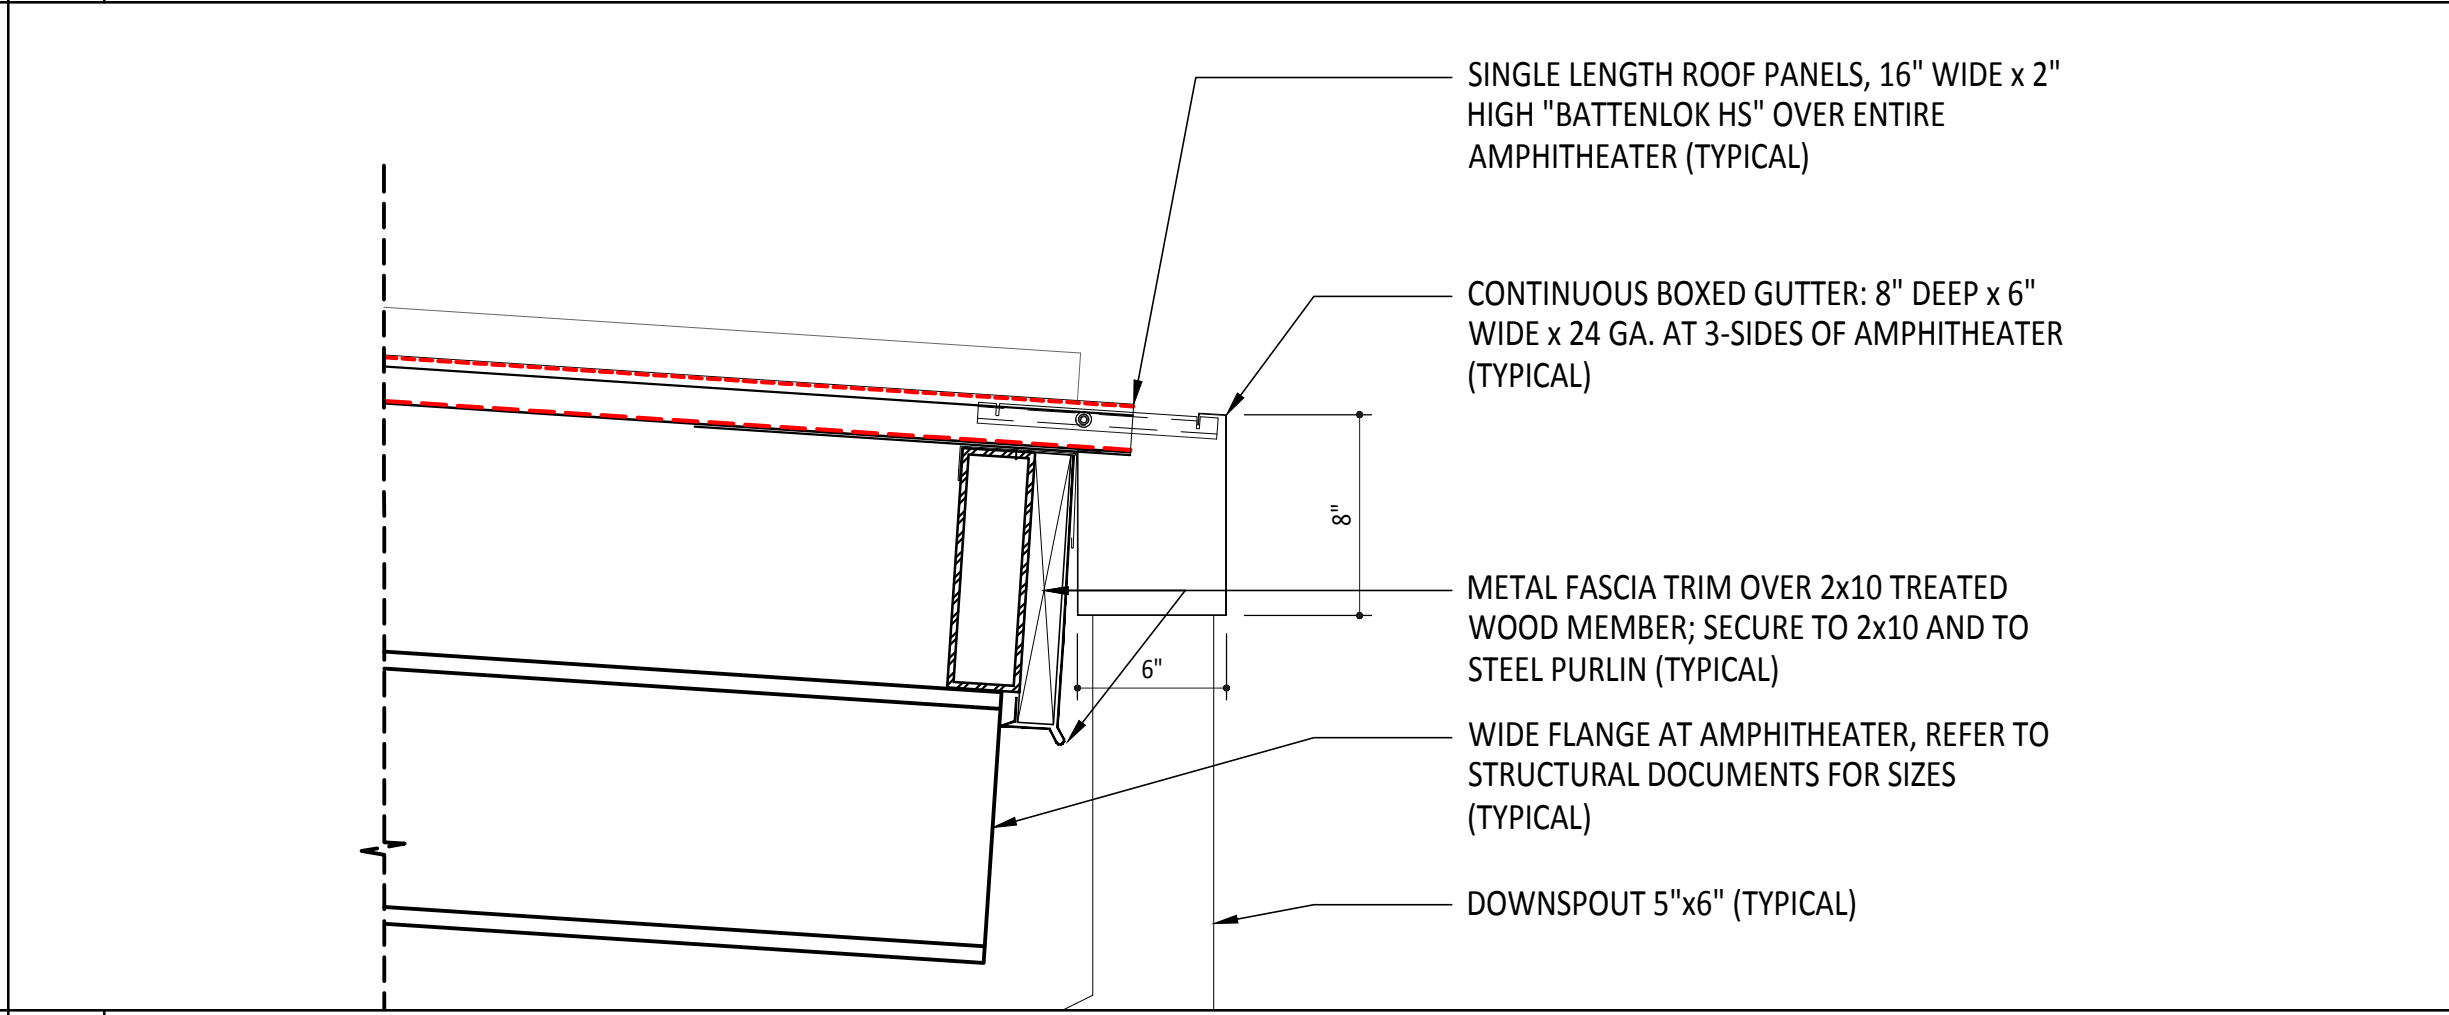 SINGLE LENGTH ROOF PANELS, 16" WIDE x 2"
HIGH "BATTENLOK HS" OVER ENTIRE
AMPHITHEATER (TYPICAL)
CONTINUOUS BOXED GUTTER: 8" DEEP x 6"
WIDE x 24 GA. AT 3-SIDES OF AMPHITHEATER
(TYPICAL)
8"
METAL FASCIA TRIM OVER 2x10 TREATED
WOOD MEMBER; SECURE TO 2x10 AND TO
STEEL PURLIN (TYPICAL)
6"
WIDE FLANGE AT AMPHITHEATER, REFER TO
STRUCTURAL DOCUMENTS FOR SIZES
(TYPICAL)
DOWNSPOUT 5"x6" (TYPICAL)